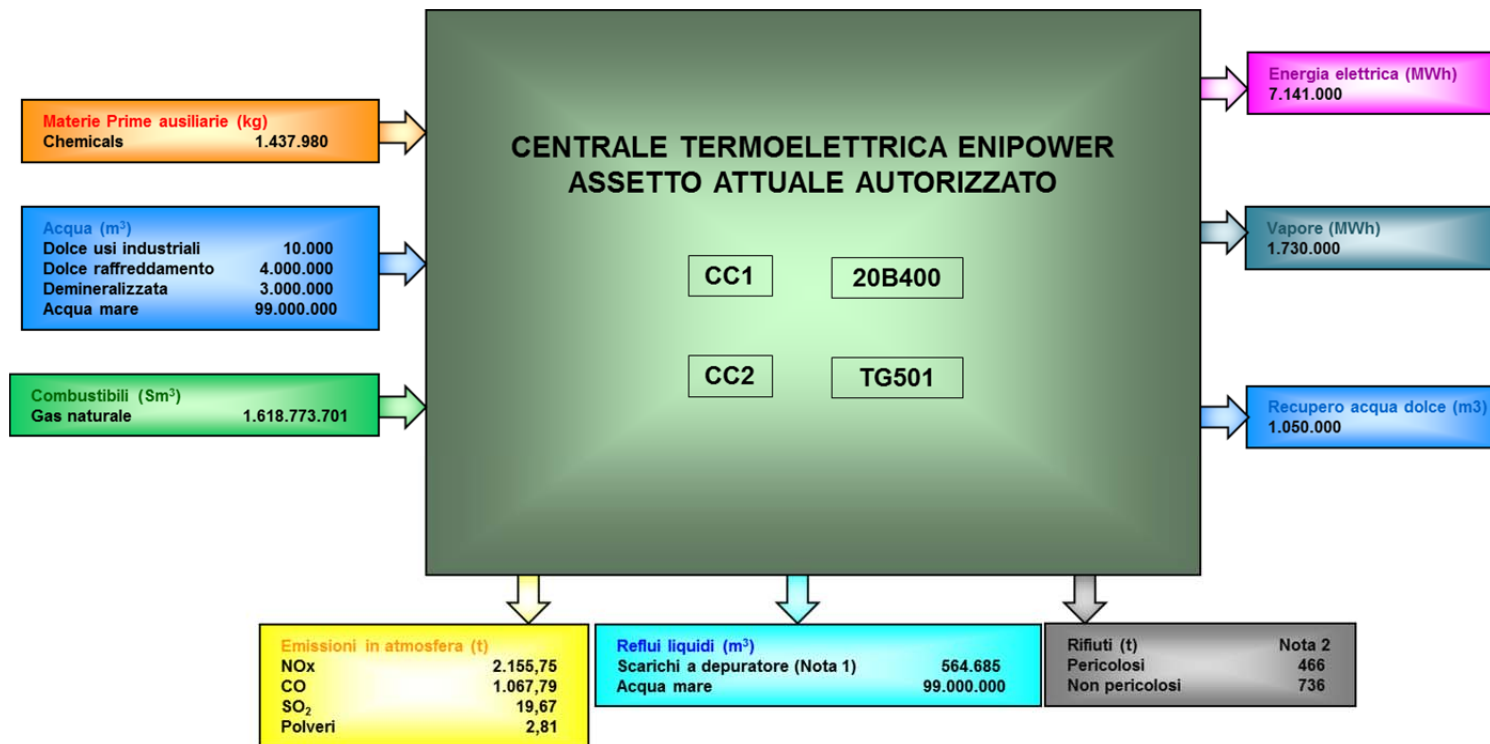 CENTRALE TERMOELETTRICA ENIPOWER
ASSETTO ATTUALE AUTORIZZATO
CC1 20B400
CC2 TG501
Materie Prime ausiliarie (kg)
Chemicals 1.437.980
Acqua (m³)
Dolce usi industriali 10.000
Dolce raffreddamento 4.000.000
Demineralizzata 3.000.000
Acqua mare 99.000.000
Combustibili (Sm³)
Gas naturale 1.618.773.701
Energia elettrica (MWh)
7.141.000
Vapore (MWh)
1.730.000
Recupero acqua dolce (m3)
1.050.000
Emissioni in atmosfera (t)
NOx 2.155,75
CO 1.067,79
SO₂ 19,67
Polveri 2,81
Reflui liquidi (m³)
Scarichi a depuratore (Nota 1) 564.685
Acqua mare 99.000.000
Rifiuti (t) Nota 2
Pericolosi 466
Non pericolosi 736